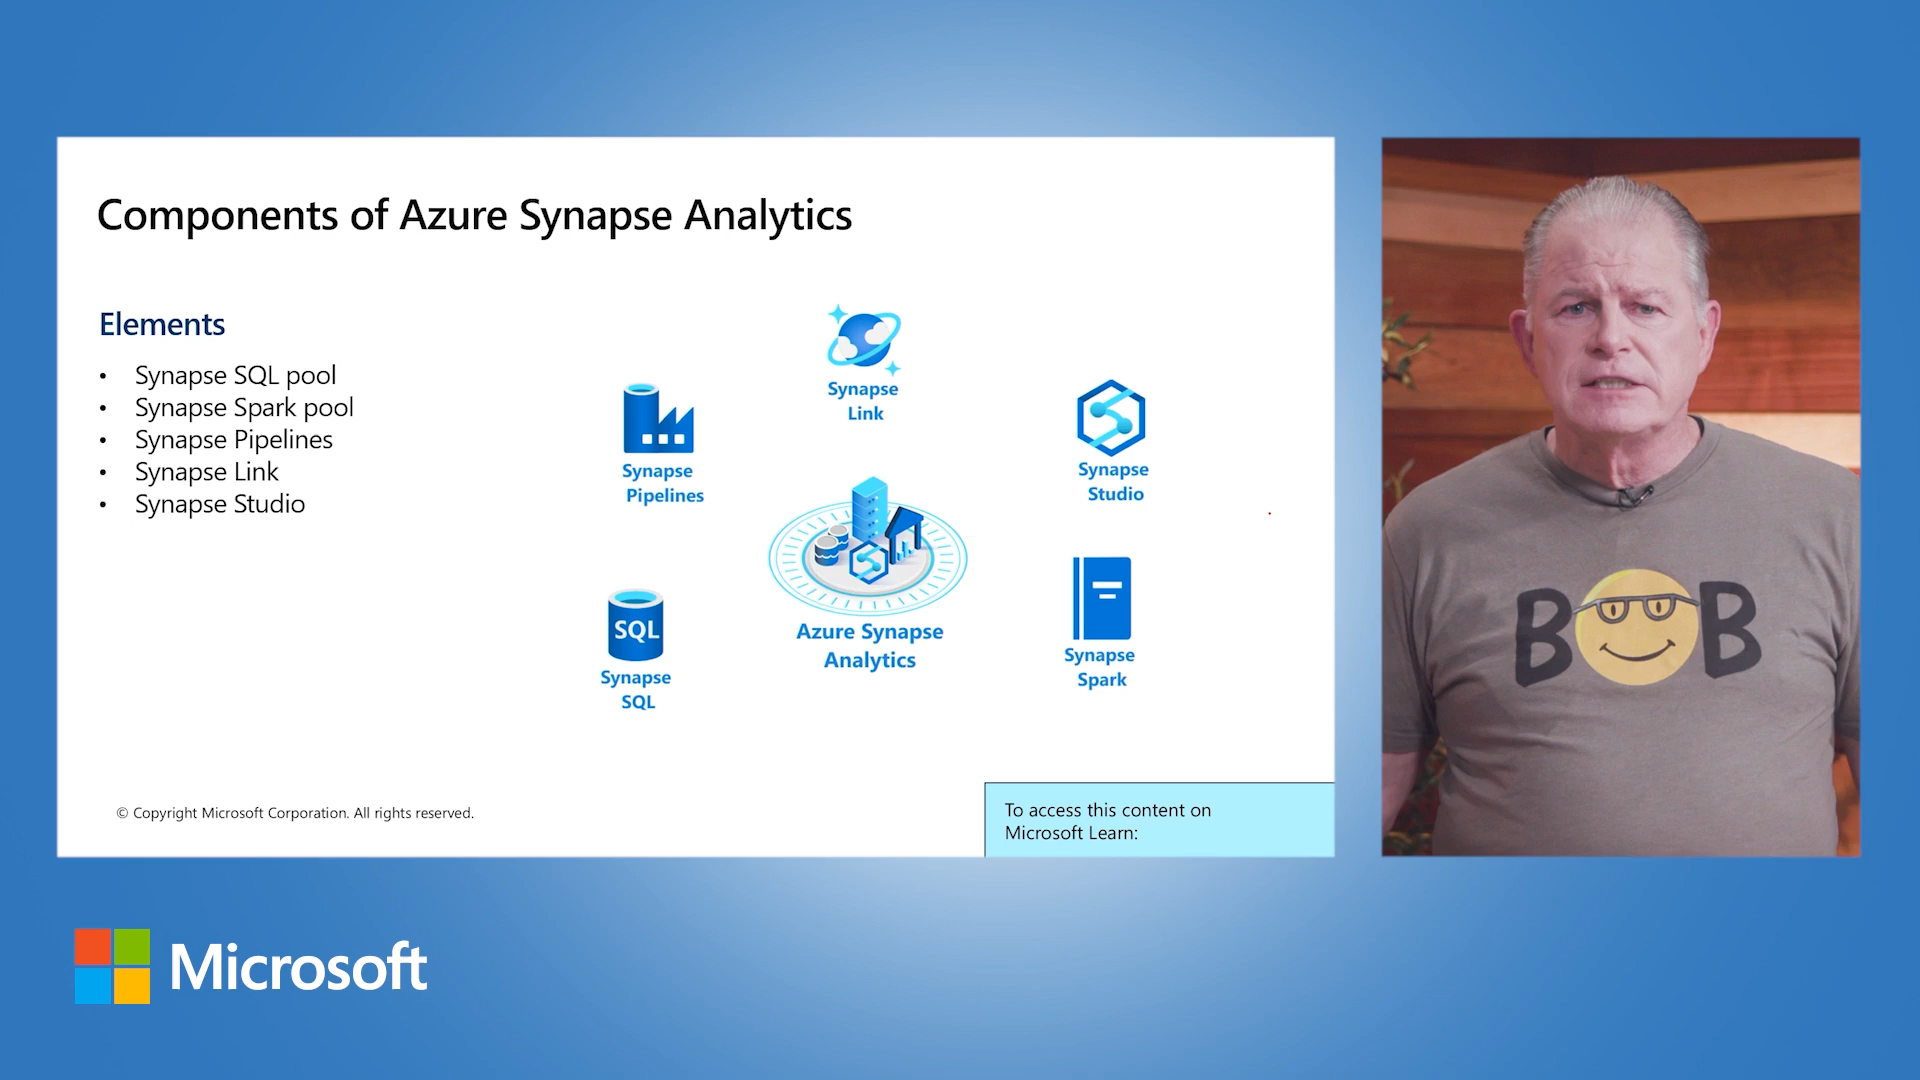 Components of Azure Synapse Analytics
Elements
• Synapse SQL pool
• Synapse Spark pool
• Synapse Pipelines
• Synapse Link
• Synapse Studio
Synapse
Link
Synapse
Pipelines
Synapse
Studio
SQL
Synapse
SQL
Azure Synapse
Analytics
Synapse
Spark
© Copyright Microsoft Corporation. All rights reserved.
To access this content on
Microsoft Learn:
BOB
Microsoft